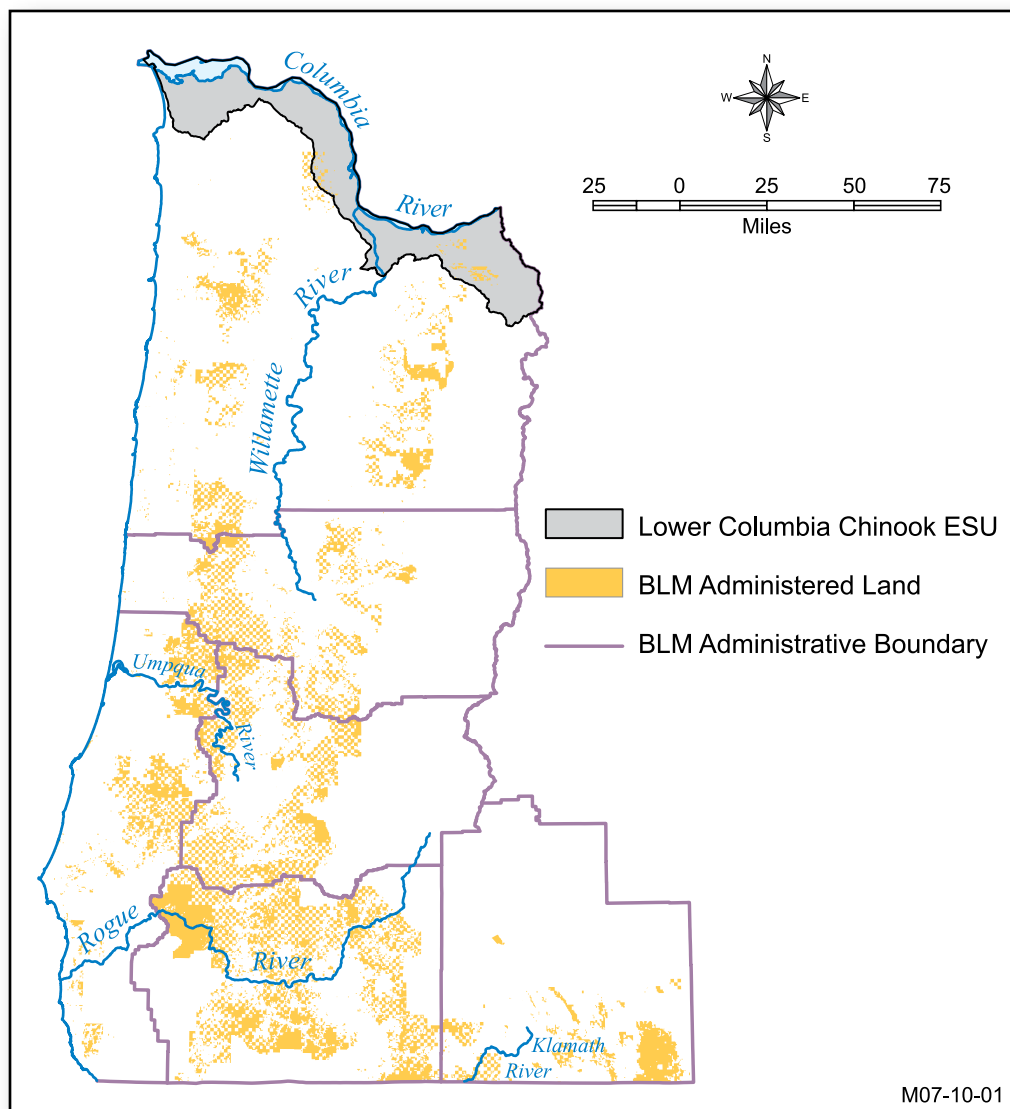 Columbia
River
N
W E
S
25 0 25 50 75
Miles
River
Willamette
Lower Columbia Chinook ESU
BLM Administered Land
BLM Administrative Boundary
Umpqua
River
Rogue
River
Klamath
River
M07-10-01